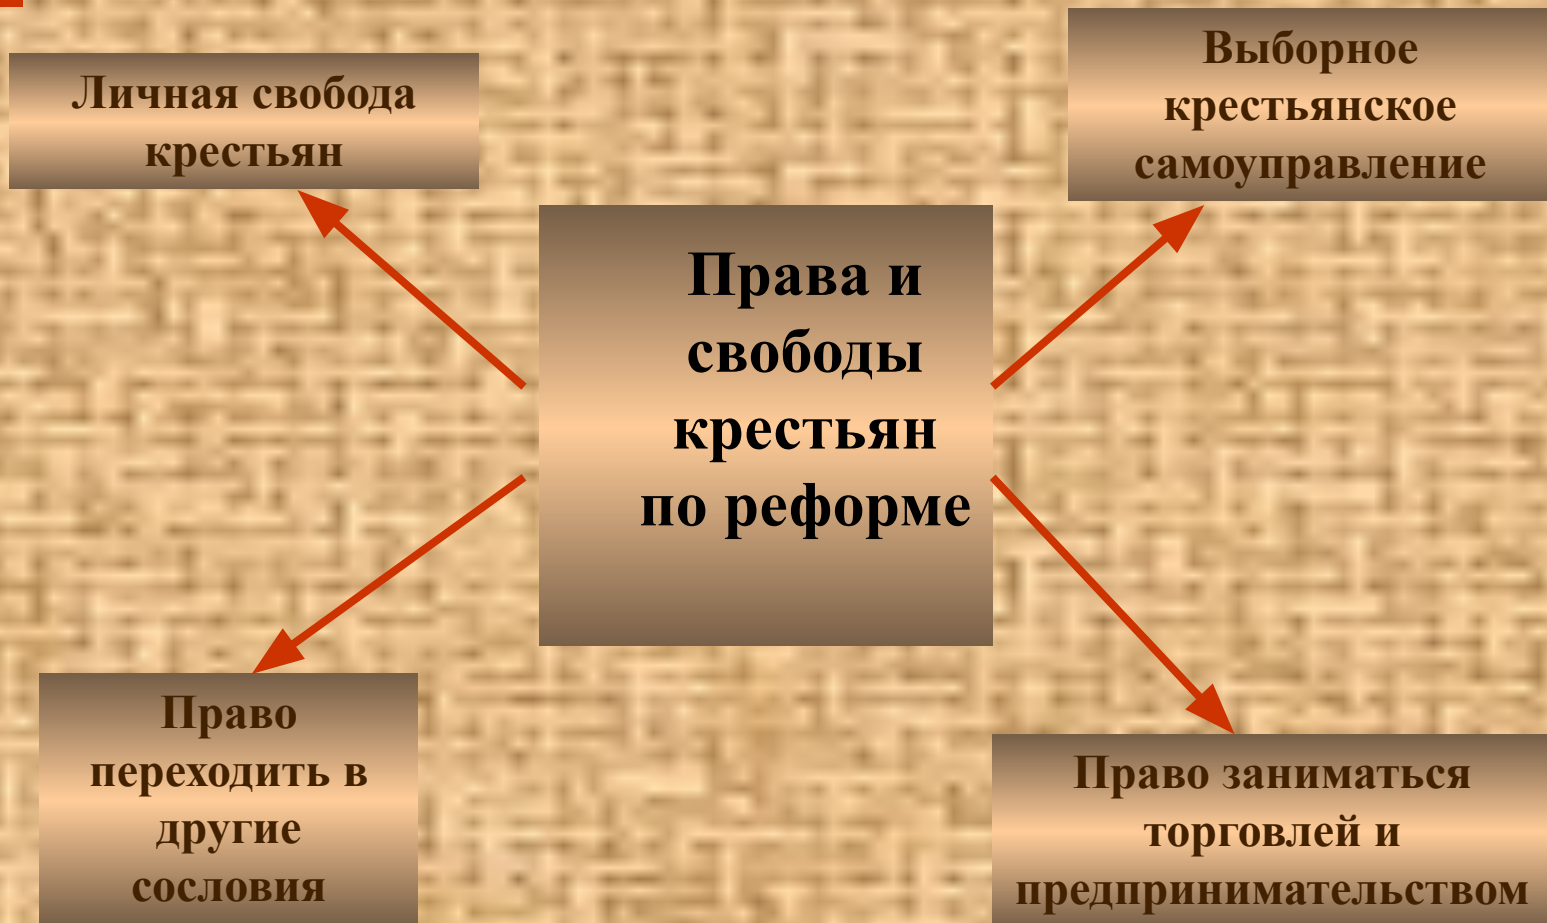 Личная свобода
крестьян
Выборное
крестьянское
самоуправление
Права и
свободы
крестьян
по реформе
Право
переходить в
другие
сословия
Право заниматься
торговлей и
предпринимательством